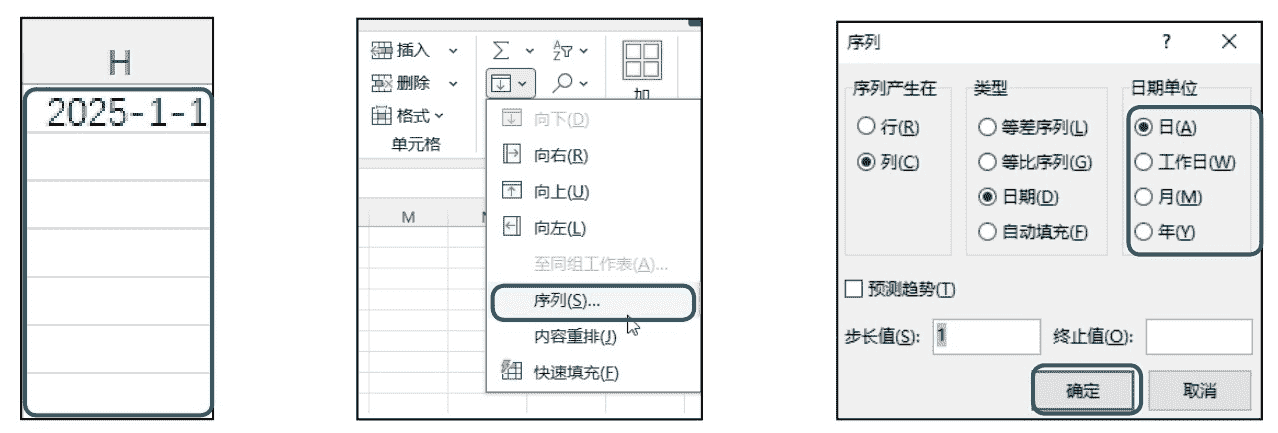 H
2025-1-1
插入
删除
格式
单元格
加
向下(D)
向右(R)
向上(U)
向左(L)
至同组工作表(A)...
序列(S)...
内容重排(J)
快速填充(F)
M
序列
? ×
序列产生在
行(R)
列(C)
类型
等差序列(L)
等比序列(G)
日期(D)
自动填充(F)
日期单位
日(A)
工作日(W)
月(M)
年(Y)
预测趋势(T)
步长值(S): 1
终止值(O):
确定
取消